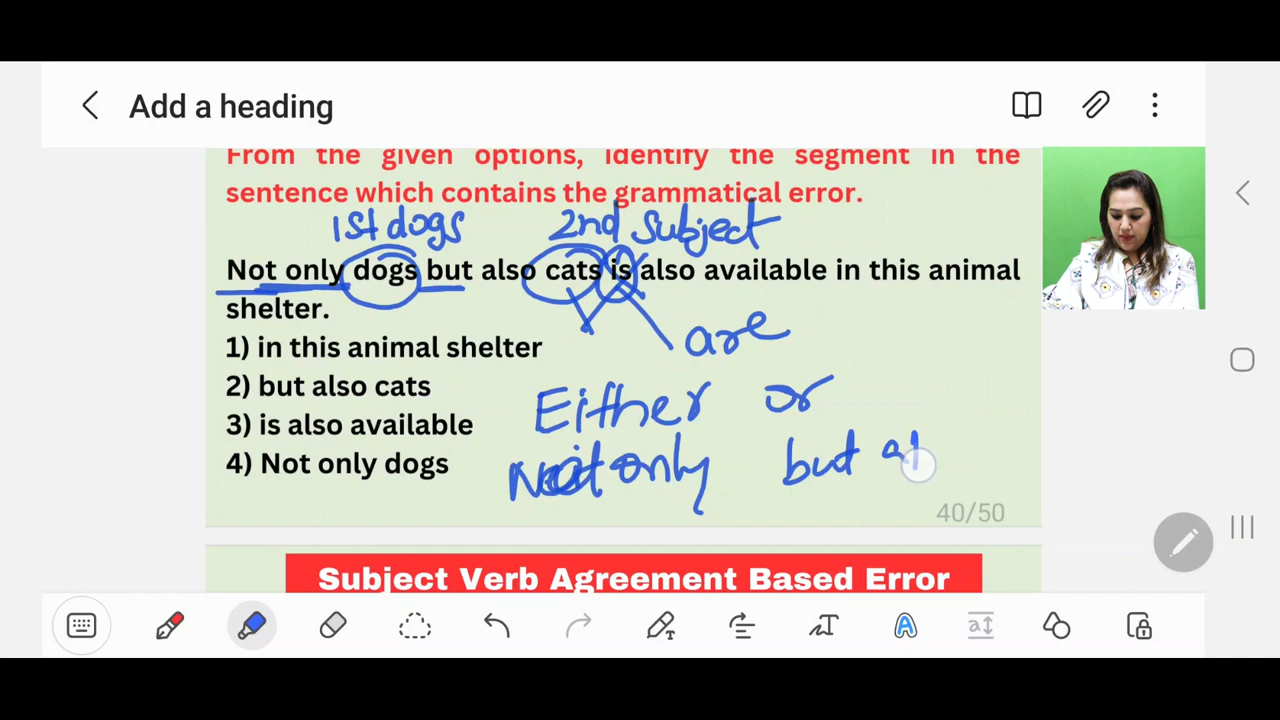 Add a heading
From the given options, identify the segment in the
sentence which contains the grammatical error.
1st dogs 2nd subject
Not only dogs but also cats is also available in this animal
shelter.
are
1) in this animal shelter
2) but also cats
3) is also available
4) Not only dogs
Either or
Not only but al
40/50
Subject Verb Agreement Based Error